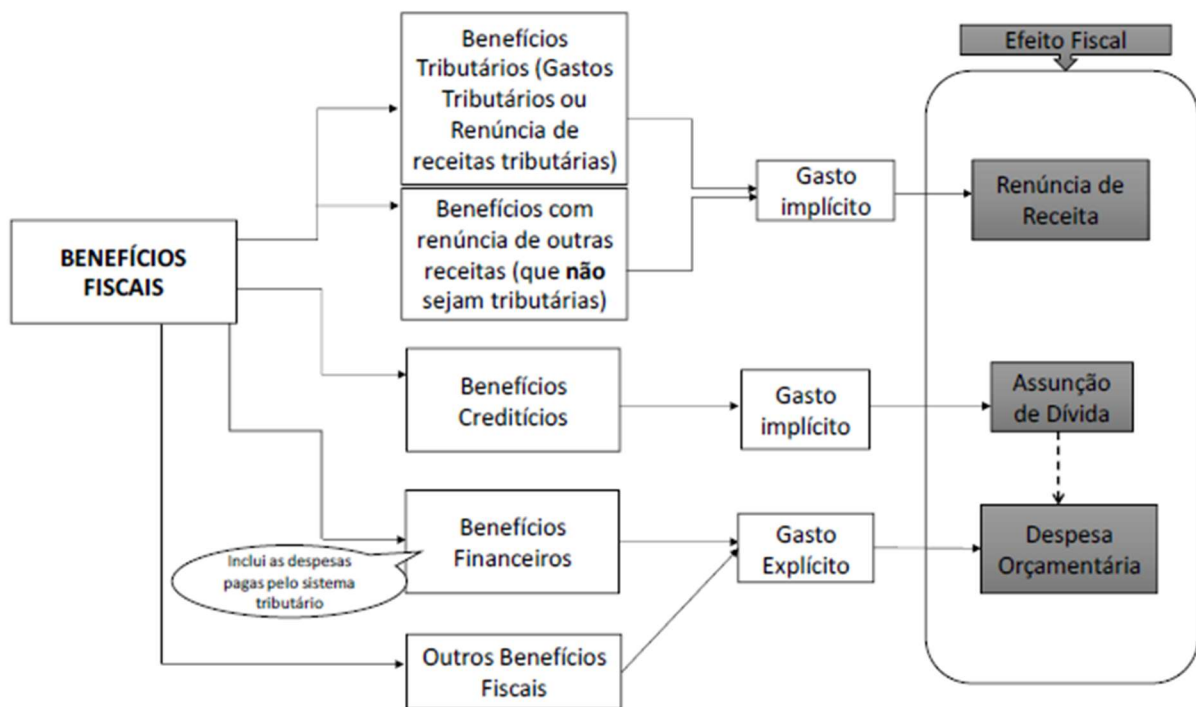 Benefícios
Tributários (Gastos
Tributários ou
Renúncia de
receitas tributárias)
Efeito Fiscal
Gasto
implícito
Renúncia de
Receita
Benefícios com
renúncia de outras
receitas (que não
sejam tributárias)
BENEFÍCIOS
FISCAIS
Benefícios
Creditícios
Gasto
implícito
Assunção
de Dívida
Benefícios
Financeiros
Inclui as despesas
pagas pelo sistema
tributário
Gasto
Explícito
Despesa
Orçamentária
Outros Benefícios
Fiscais